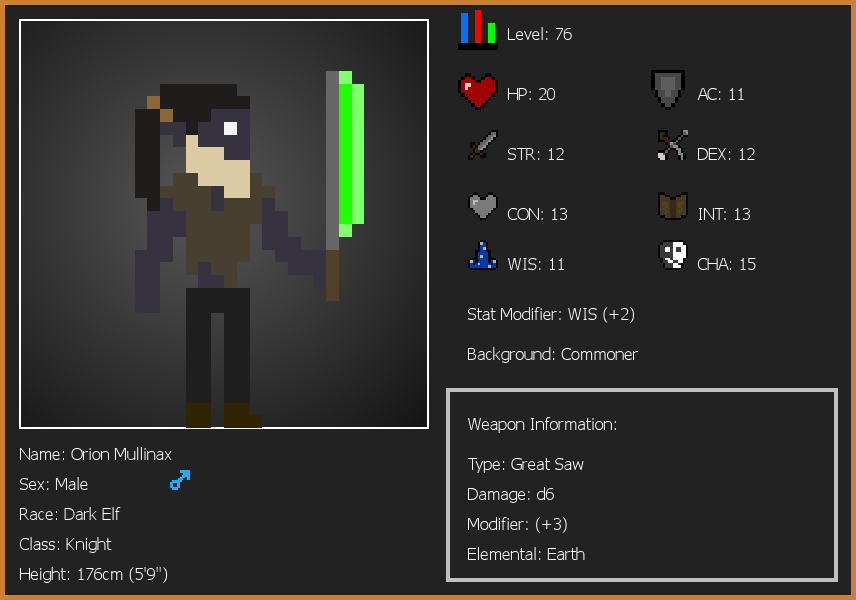 Level: 76
HP: 20
AC: 11
STR: 12
DEX: 12
CON: 13
INT: 13
WIS: 11
CHA: 15
Stat Modifier: WIS (+2)
Background: Commoner
Weapon Information:
Type: Great Saw
Damage: d6
Modifier: (+3)
Elemental: Earth
Name: Orion Mullinax
Sex: Male
Race: Dark Elf
Class: Knight
Height: 176cm (5'9")